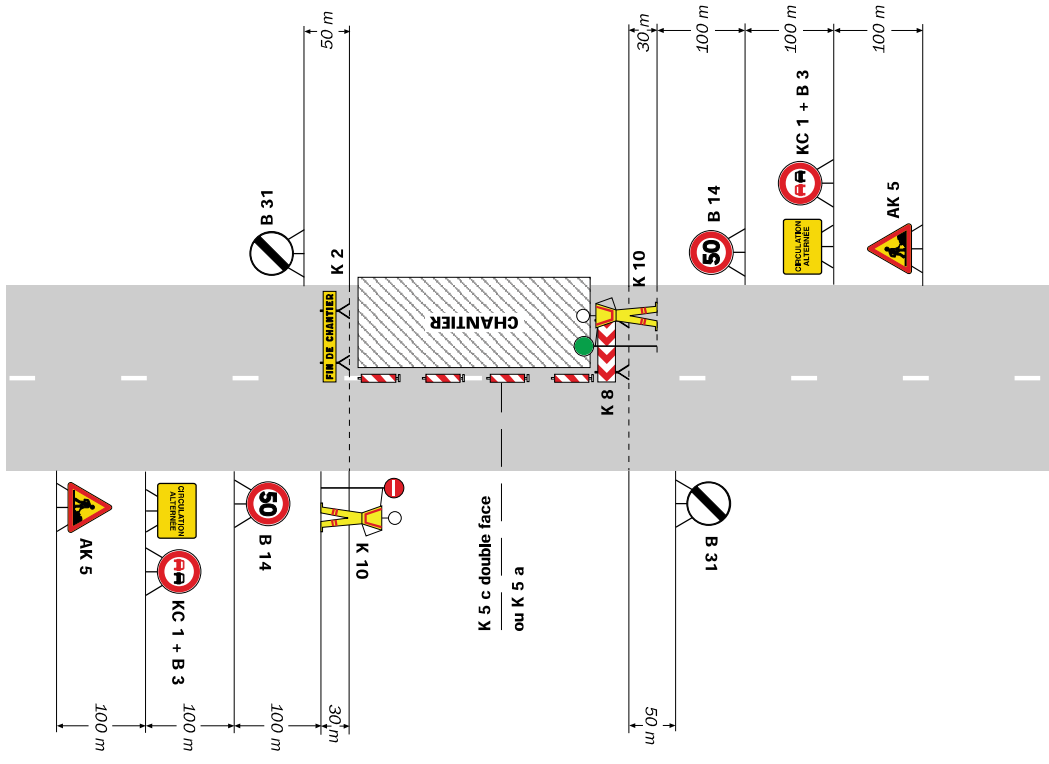 50 m
30 m
100 m
100 m
100 m
KC 1 + B 3
B 31
B 14
AK 5
50
CIRCULATION
ALTERNÉE
K 2
K 10
FIN DE CHANTIER
CHANTIER
K 8
AK 5
CIRCULATION
ALTERNÉE
KC 1 + B 3
50
B 14
K 10
K 5 c double face
ou K 5 a
B 31
100 m
100 m
100 m
30 m
50 m